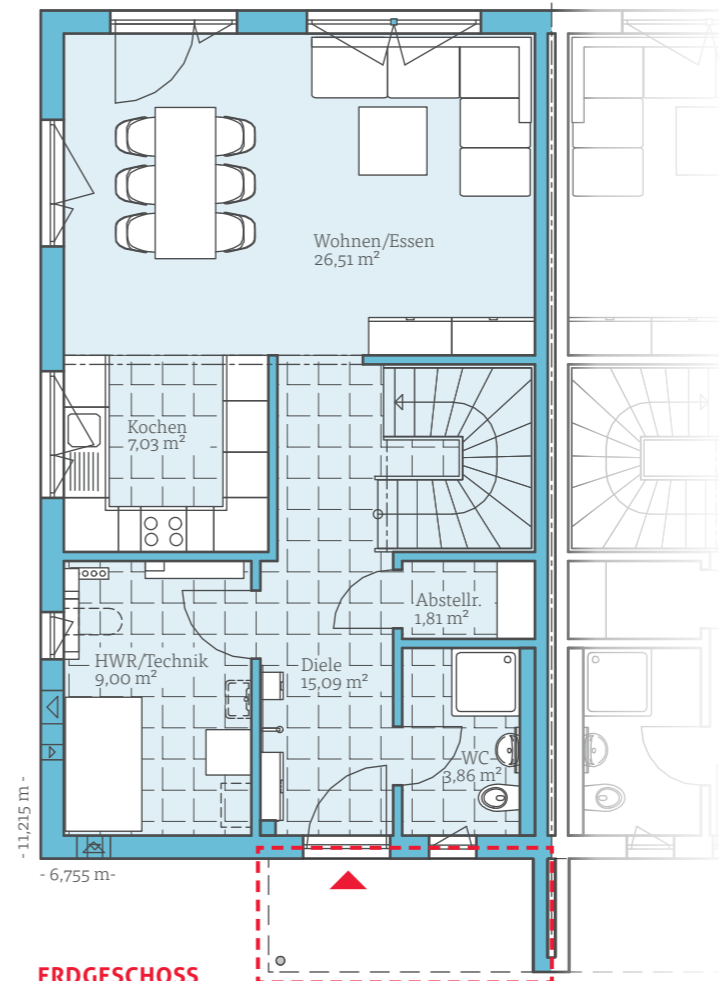 Wohnen/Essen
26,51 m²
Kochen
7,03 m²
Abstellr.
1,81 m²
HWR/Technik
9,00 m²
Diele
15,09 m²
WC
3,86 m²
- 11,215 m -
- 6,755 m-
ERDGESCHOSS